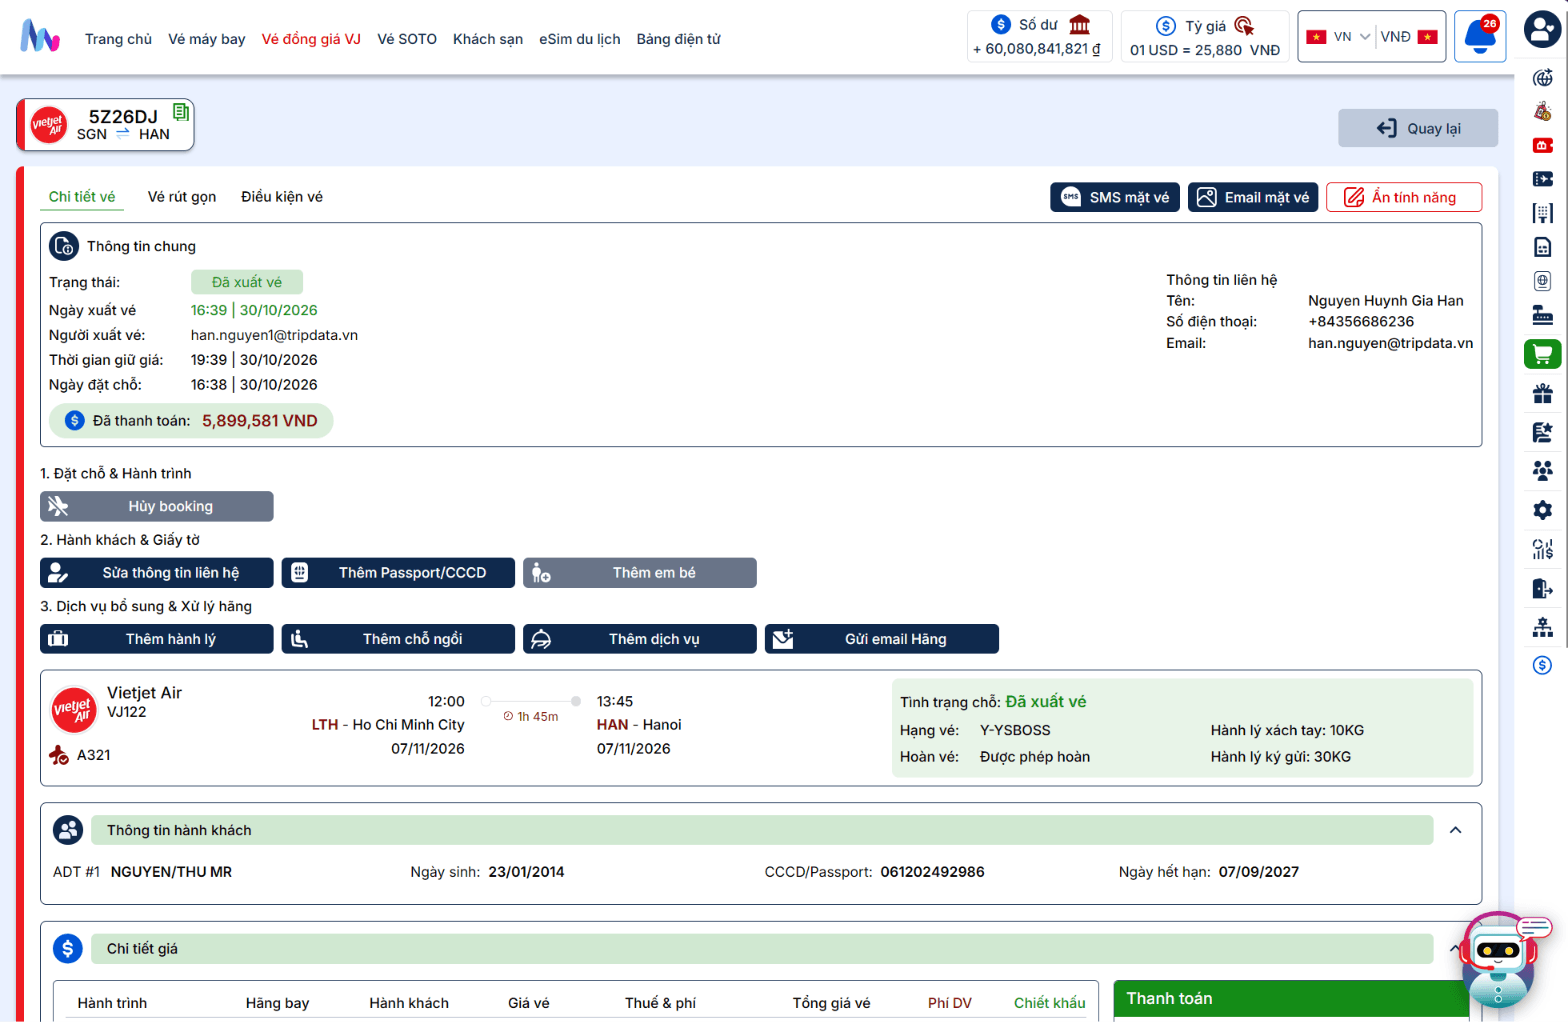 Trang chủ Vé máy bay Vé đồng giá VJ Vé SOTO Khách sạn eSim du lịch Bảng điện tử
Số dư
+ 60,080,841,821 ₫
Tỷ giá
01 USD = 25,880 VNĐ
VN VNĐ
26
Vietjet Air
5Z26DJ
SGN ⇌ HAN
Quay lại
Chi tiết vé Vé rút gọn Điều kiện vé
SMS SMS mặt vé Email mặt vé Ẩn tính năng
Thông tin chung
Trạng thái: Đã xuất vé
Ngày xuất vé 16:39 | 30/10/2026
Người xuất vé: han.nguyen1@tripdata.vn
Thời gian giữ giá: 19:39 | 30/10/2026
Ngày đặt chỗ: 16:38 | 30/10/2026
$ Đã thanh toán: 5,899,581 VND
Thông tin liên hệ
Tên: Nguyen Huynh Gia Han
Số điện thoại: +84356686236
Email: han.nguyen@tripdata.vn
1. Đặt chỗ & Hành trình
Hủy booking
2. Hành khách & Giấy tờ
Sửa thông tin liên hệ Thêm Passport/CCCD Thêm em bé
3. Dịch vụ bổ sung & Xử lý hãng
Thêm hành lý Thêm chỗ ngồi Thêm dịch vụ Gửi email Hãng
Vietjet Air
Vietjet Air
VJ122
A321
12:00 13:45
1h 45m
LTH - Ho Chi Minh City HAN - Hanoi
07/11/2026 07/11/2026
Tình trạng chỗ: Đã xuất vé
Hạng vé: Y-YSBOSS Hành lý xách tay: 10KG
Hoàn vé: Được phép hoàn Hành lý ký gửi: 30KG
Thông tin hành khách
ADT #1 NGUYEN/THU MR Ngày sinh: 23/01/2014 CCCD/Passport: 061202492986 Ngày hết hạn: 07/09/2027
$ Chi tiết giá
Hành trình Hãng bay Hành khách Giá vé Thuế & phí Tổng giá vé Phí DV Chiết khấu
Thanh toán